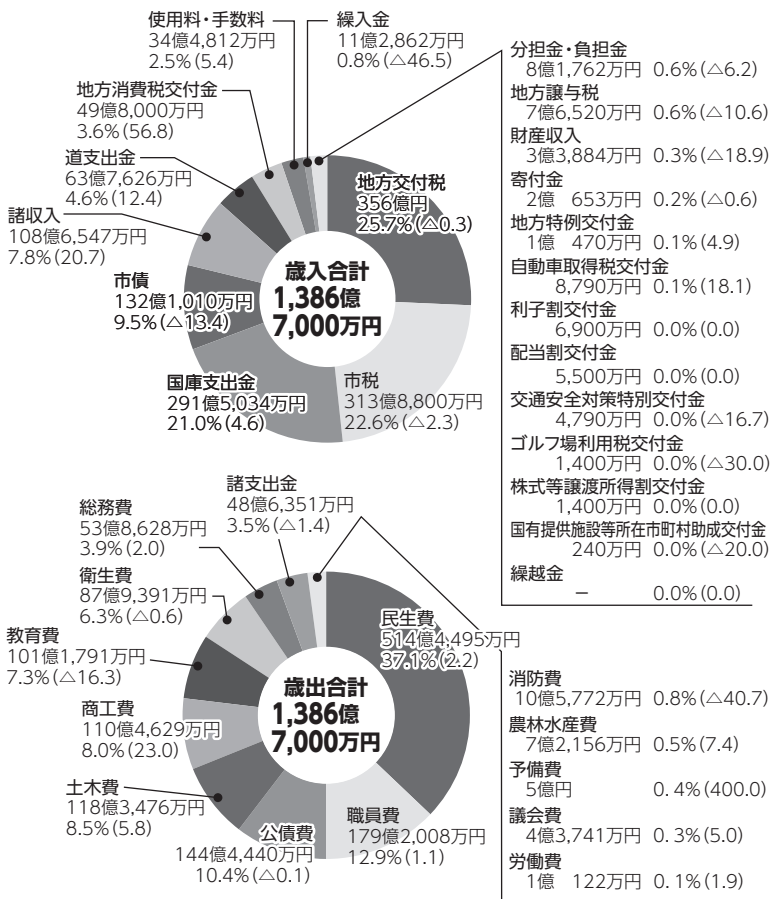 使用料・手数料
34億4,812万円
2.5%(5.4)
繰入金
11億2,862万円
0.8%(△46.5)
地方消費税交付金
49億8,000万円
3.6%(56.8)
道支出金
63億7,626万円
4.6%(12.4)
諸収入
108億6,547万円
7.8%(20.7)
市債
132億1,010万円
9.5%(△13.4)
国庫支出金
291億5,034万円
21.0%(4.6)
市税
313億8,800万円
22.6%(△2.3)
地方交付税
356億円
25.7%(△0.3)
歳入合計
1,386億
7,000万円
分担金・負担金
8億1,762万円 0.6%(△6.2)
地方譲与税
7億6,520万円 0.6%(△10.6)
財産収入
3億3,884万円 0.3%(△18.9)
寄付金
2億 653万円 0.2%(△0.6)
地方特例交付金
1億 470万円 0.1%(4.9)
自動車取得税交付金
8,790万円 0.1%(18.1)
利子割交付金
6,900万円 0.0%(0.0)
配当割交付金
5,500万円 0.0%(0.0)
交通安全対策特別交付金
4,790万円 0.0%(△16.7)
ゴルフ場利用税交付金
1,400万円 0.0%(△30.0)
株式等譲渡所得割交付金
1,400万円 0.0%(0.0)
国有提供施設等所在市町村助成交付金
240万円 0.0%(△20.0)
繰越金
− 0.0%(0.0)
諸支出金
48億6,351万円
3.5%(△1.4)
総務費
53億8,628万円
3.9%(2.0)
衛生費
87億9,391万円
6.3%(△0.6)
教育費
101億1,791万円
7.3%(△16.3)
商工費
110億4,629万円
8.0%(23.0)
土木費
118億3,476万円
8.5%(5.8)
公債費
144億4,440万円
10.4%(△0.1)
職員費
179億2,008万円
12.9%(1.1)
民生費
514億4,495万円
37.1%(2.2)
歳出合計
1,386億
7,000万円
消防費
10億5,772万円 0.8%(△40.7)
農林水産費
7億2,156万円 0.5%(7.4)
予備費
5億円 0.4%(400.0)
議会費
4億3,741万円 0.3%(5.0)
労働費
1億 122万円 0.1%(1.9)